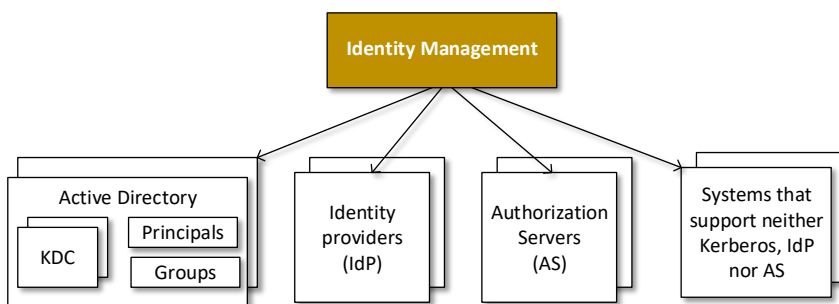 Identity Management
Active Directory
KDC
Principals
Groups
Identity
providers
(IdP)
Authorization
Servers
(AS)
Systems that
support neither
Kerberos, IdP
nor AS